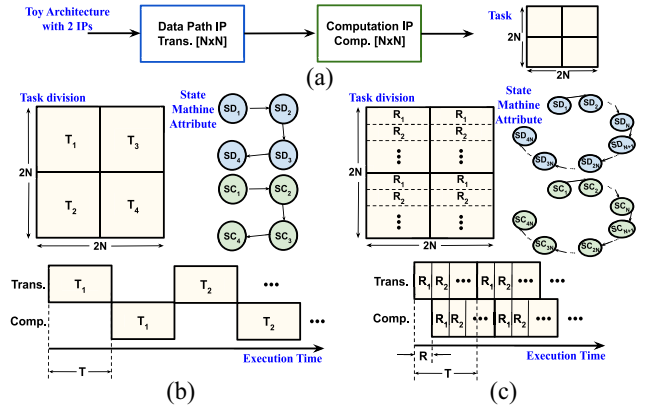 Toy Architecture
with 2 IPs
Data Path IP
Trans. [NxN]
Computation IP
Comp. [NxN]
Task
2N
2N
(a)
Task division
State
Mathine
Attribute
2N
T1
T3
T2
T4
2N
SD1
SD2
SD4
SD3
SC1
SC2
SC4
SC3
Trans.
T1
T2
•••
Comp.
T1
T2
•••
T
Execution Time
(b)
Task division
State
Mathine
Attribute
2N
R1
R1
R2
R2
R1
R1
R2
R2
2N
SD1
SD2
SDN
SDN+1
SD2N
SD3N
SD4N
SC1
SC2
SCN
SCN+1
SC2N
SC3N
SC4N
Trans.
R1 R2 ••• R1 R2 •••
Comp.
R1 R2 ••• R1 R2 •••
R
T
Execution Time
(c)